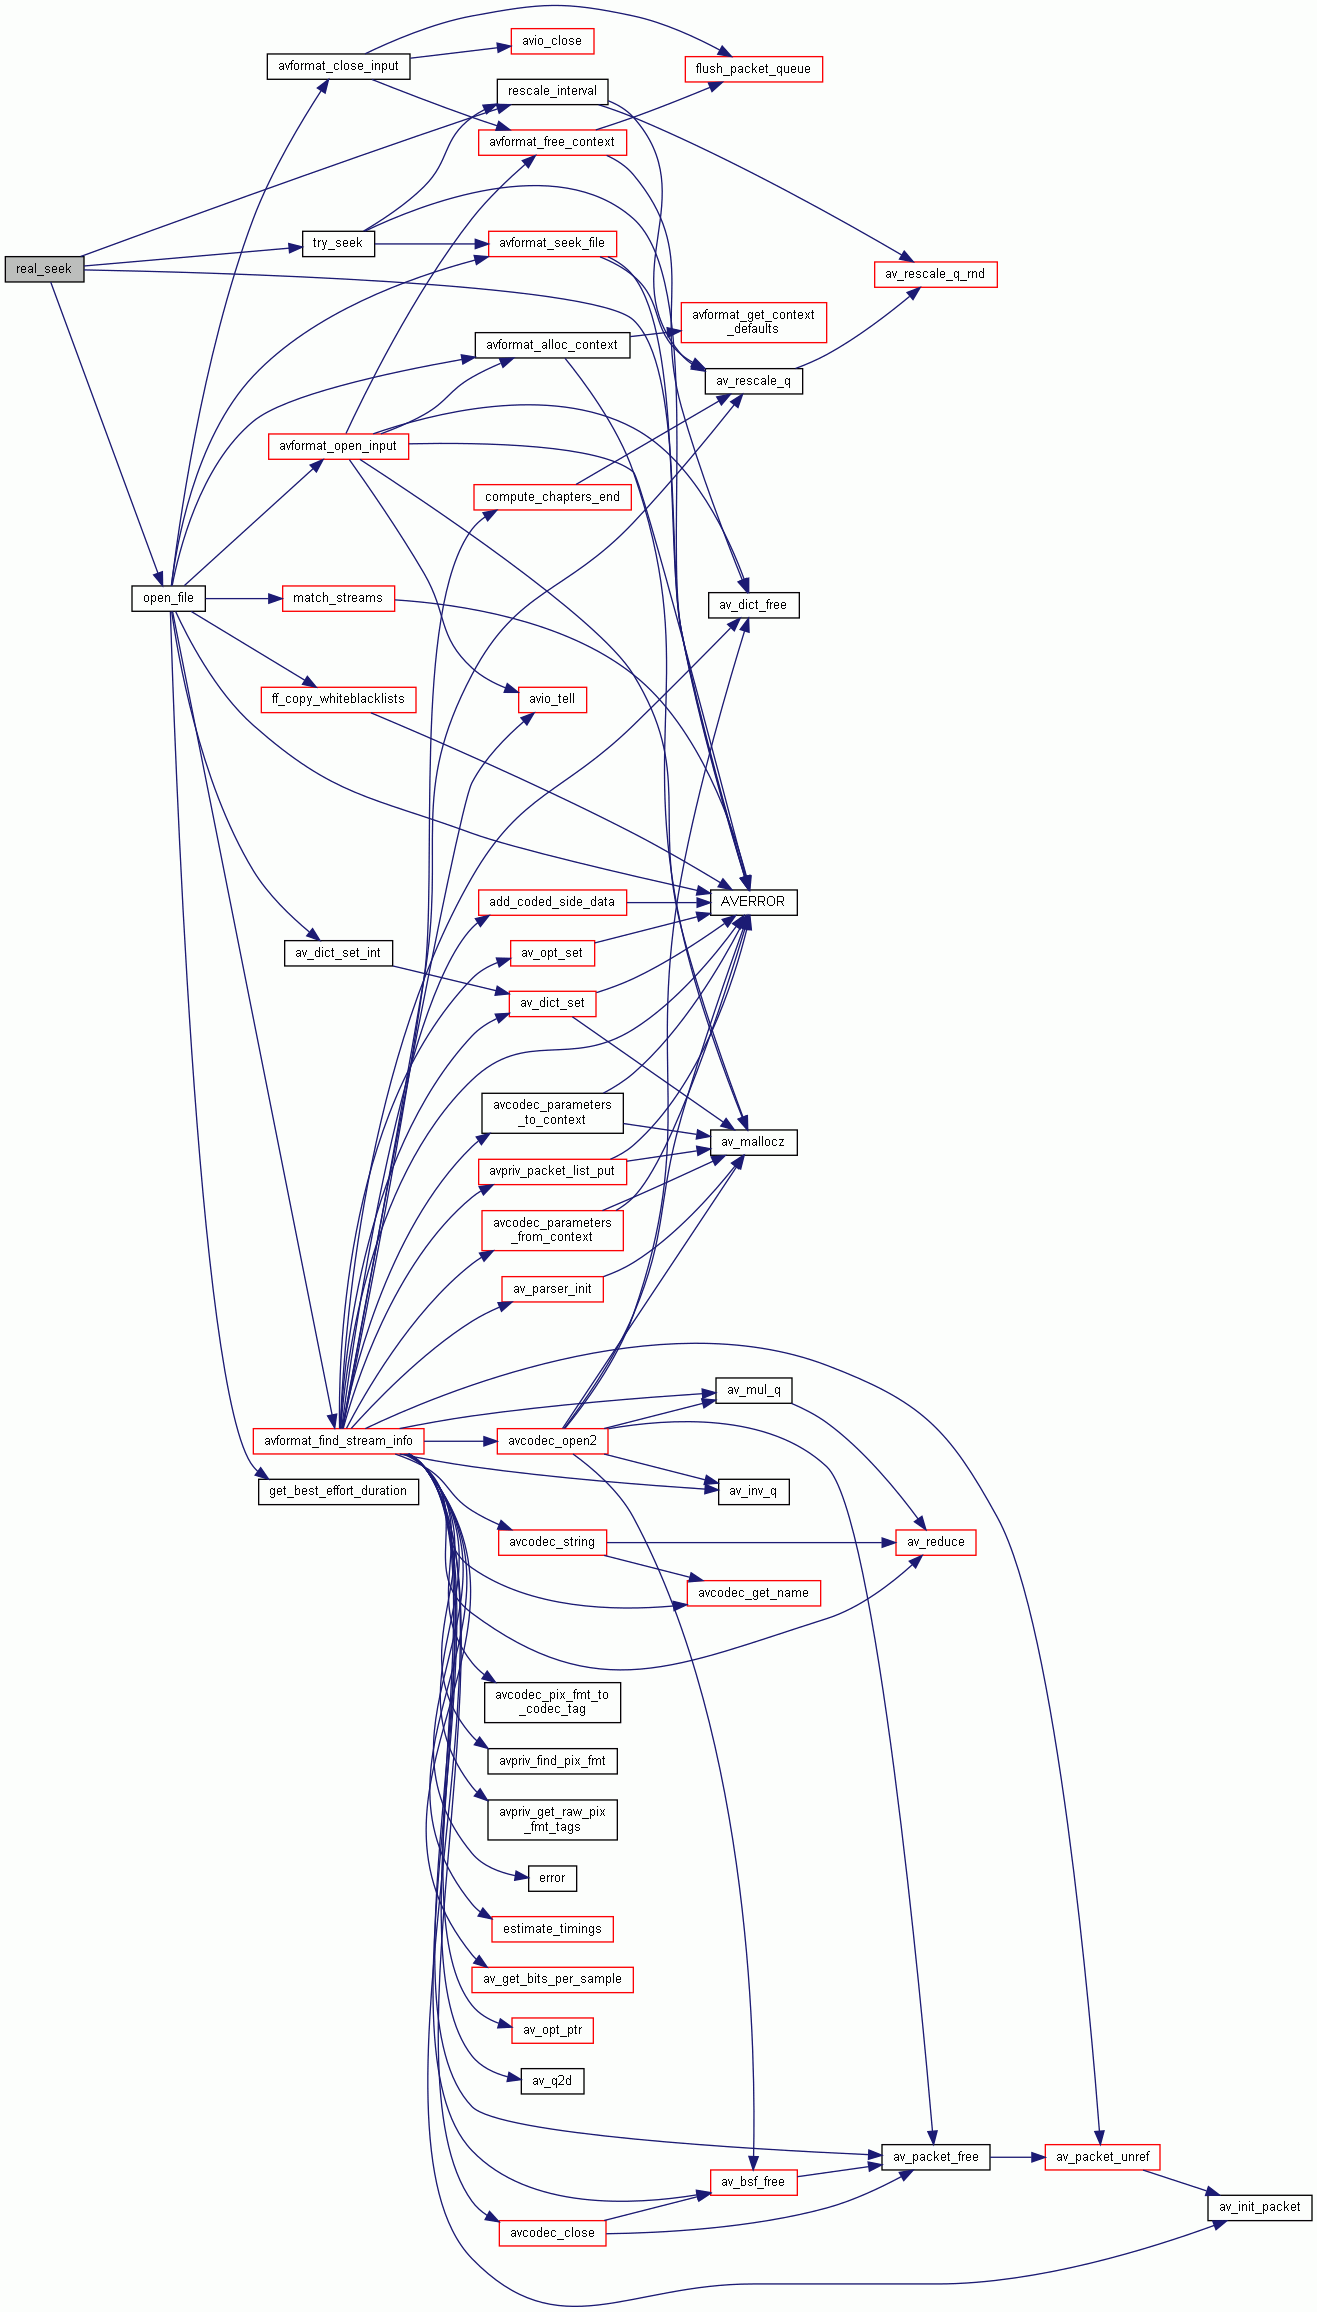 avio_close
avformat_close_input
flush_packet_queue
rescale_interval
avformat_free_context
try_seek
avformat_seek_file
real_seek
av_rescale_q_rnd
avformat_get_context
_defaults
avformat_alloc_context
av_rescale_q
avformat_open_input
compute_chapters_end
open_file
match_streams
av_dict_free
ff_copy_whiteblacklists
avio_tell
add_coded_side_data
AVERROR
av_dict_set_int
av_opt_set
av_dict_set
avcodec_parameters
_to_context
av_mallocz
avpriv_packet_list_put
avcodec_parameters
_from_context
av_parser_init
av_mul_q
avformat_find_stream_info
avcodec_open2
get_best_effort_duration
av_inv_q
avcodec_string
av_reduce
avcodec_get_name
avcodec_pix_fmt_to
_codec_tag
avpriv_find_pix_fmt
avpriv_get_raw_pix
_fmt_tags
error
estimate_timings
av_get_bits_per_sample
av_opt_ptr
av_q2d
av_packet_free
av_packet_unref
av_bsf_free
av_init_packet
avcodec_close